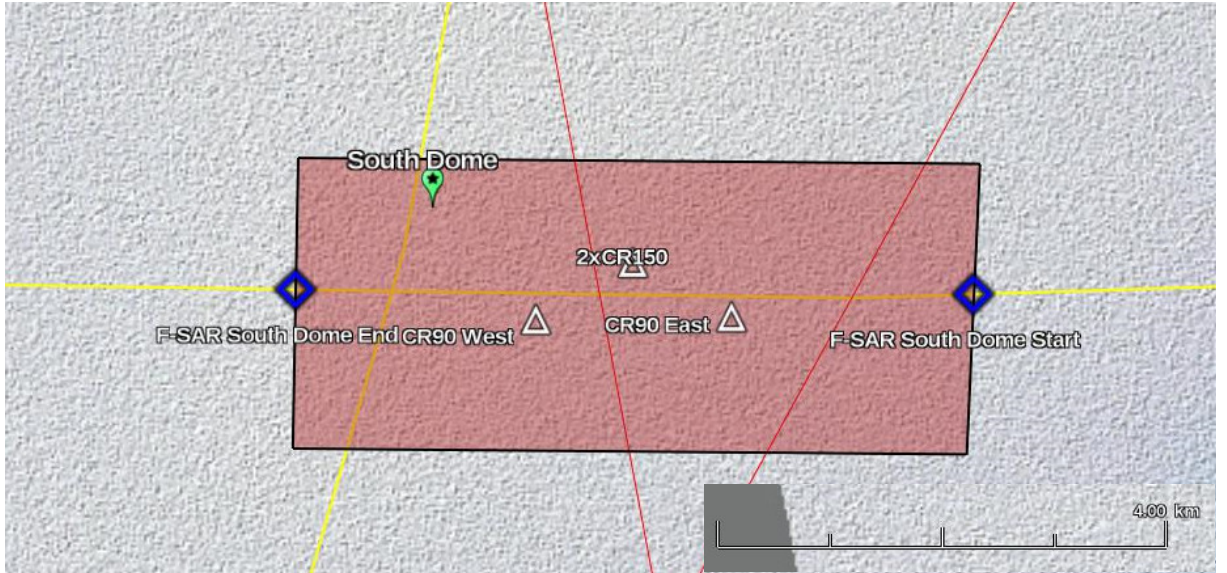 South Dome
2xCR150
F-SAR South Dome End
CR90 West
CR90 East
F-SAR South Dome Start
4.00 km